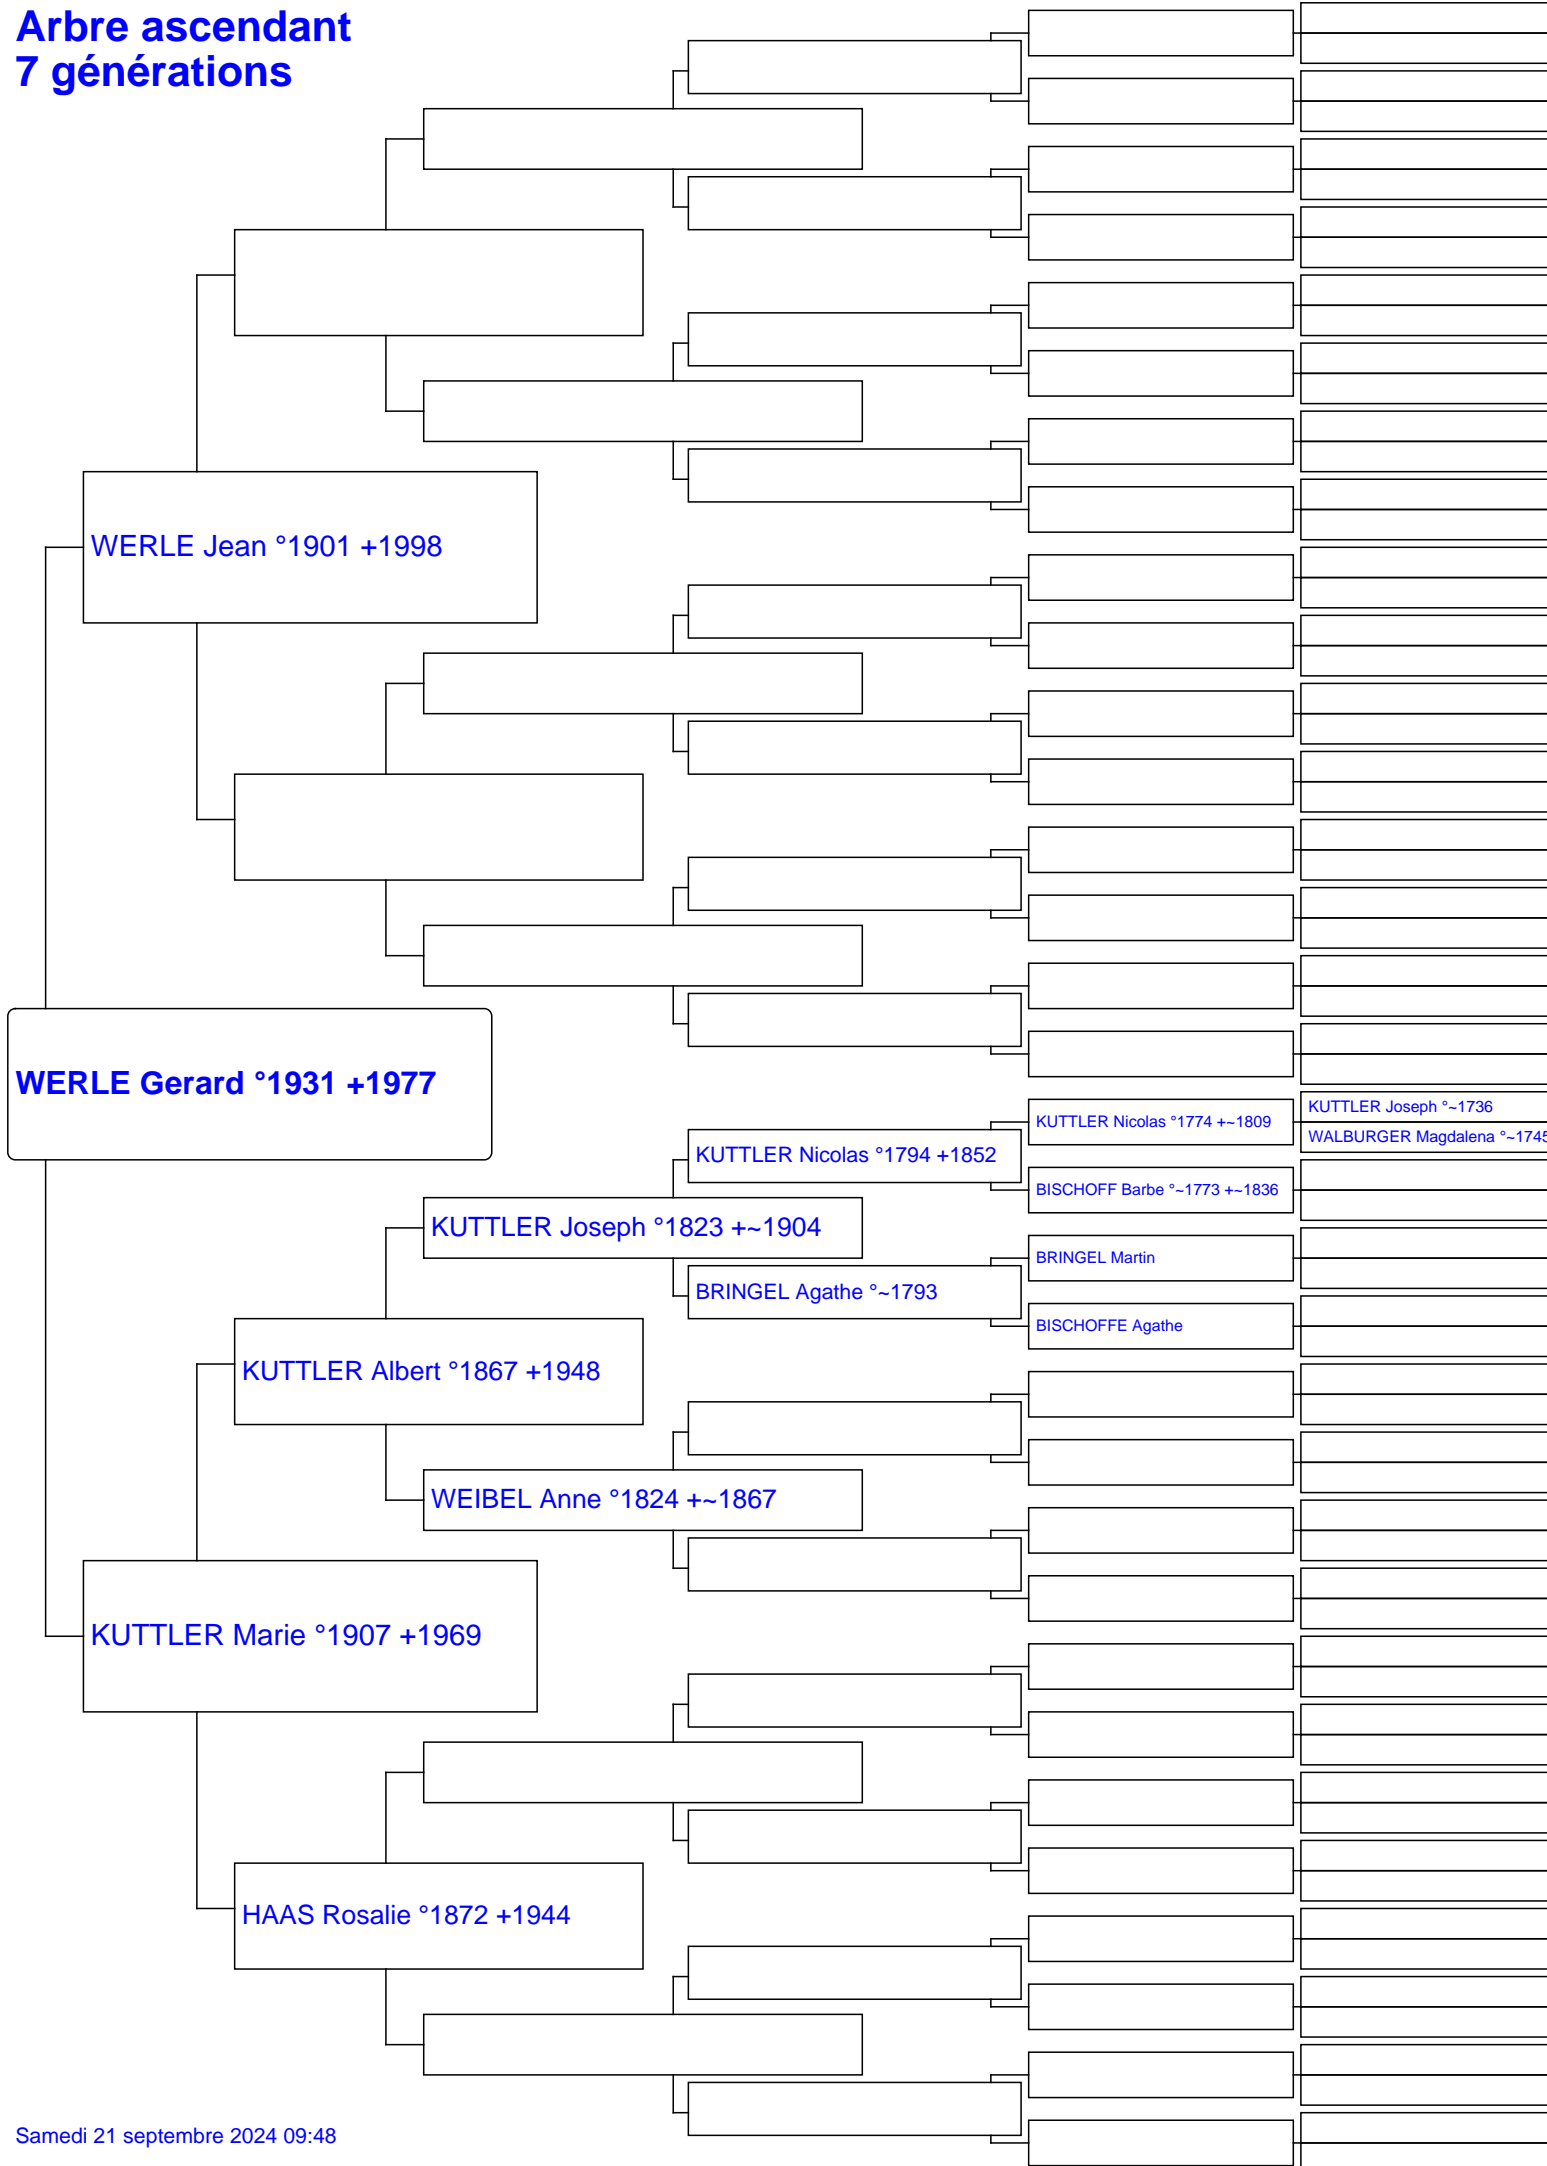 Arbre ascendant
7 générations
WERLE Jean °1901 +1998
WERLE Gerard °1931 +1977
KUTTLER Joseph °~1736
KUTTLER Nicolas °1774 +~1809
WALBURGER Magdalena °~1745
KUTTLER Nicolas °1794 +1852
BISCHOFF Barbe °~1773 +~1836
KUTTLER Joseph °1823 +~1904
BRINGEL Martin
BRINGEL Agathe °~1793
BISCHOFFE Agathe
KUTTLER Albert °1867 +1948
WEIBEL Anne °1824 +~1867
KUTTLER Marie °1907 +1969
HAAS Rosalie °1872 +1944
Samedi 21 septembre 2024 09:48